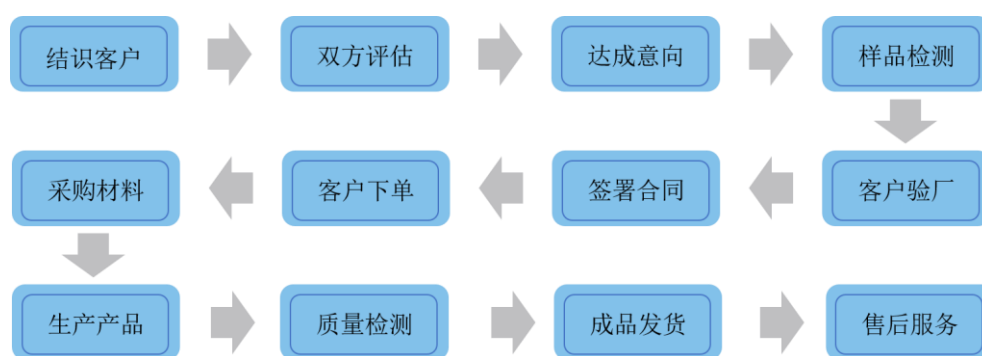 结识客户 双方评估 达成意向 样品检测
采购材料 客户下单 签署合同 客户验厂
生产产品 质量检测 成品发货 售后服务